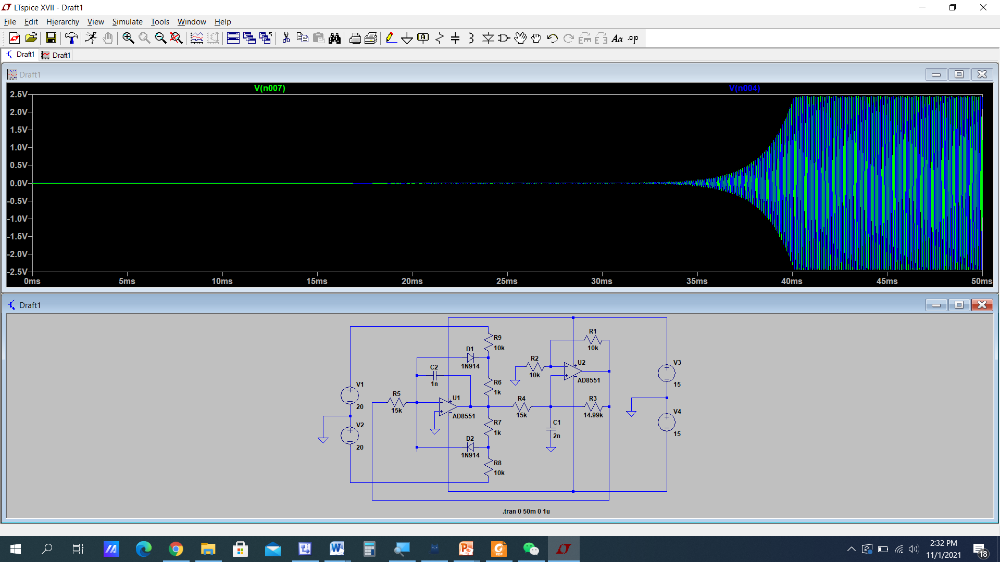 LTspice XVII - Draft1
File Edit Hierarchy View Simulate Tools Window Help
Draft1 Draft1
Draft1
V(n007) V(n004)
2.5V
2.0V
1.5V
1.0V
0.5V
0.0V
-0.5V
-1.0V
-1.5V
-2.0V
-2.5V
0ms 5ms 10ms 15ms 20ms 25ms 30ms 35ms 40ms 45ms 50ms
Draft1
R1
10k
R9
10k
D1
1N914
R2
10k
U2
AD8551
V3
15
C2
1n
R6
1k
V1
20
R5
15k
U1
AD8551
R4
15k
R3
14.99k
V4
15
V2
20
R7
1k
C1
2n
D2
1N914
R8
10k
.tran 0 50m 0 1u
2:32 PM
11/1/2021
18